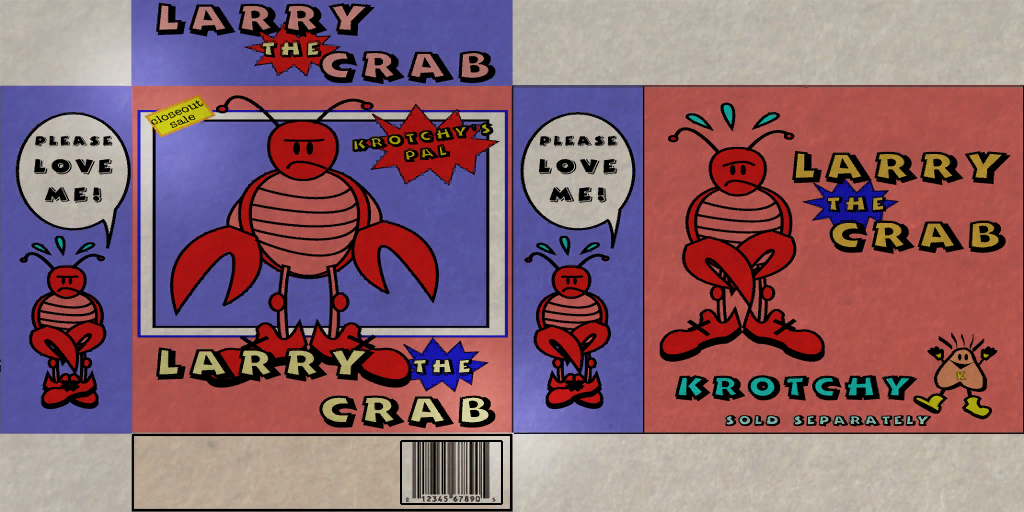 LARRY
THE
CRAB
PLEASE
LOVE
ME!
closeout
sale
KROTCHY'S
PAL
LARRY
THE
CRAB
0 12345 67890 5
PLEASE
LOVE
ME!
LARRY
THE
CRAB
K
KROTCHY
SOLD SEPARATELY